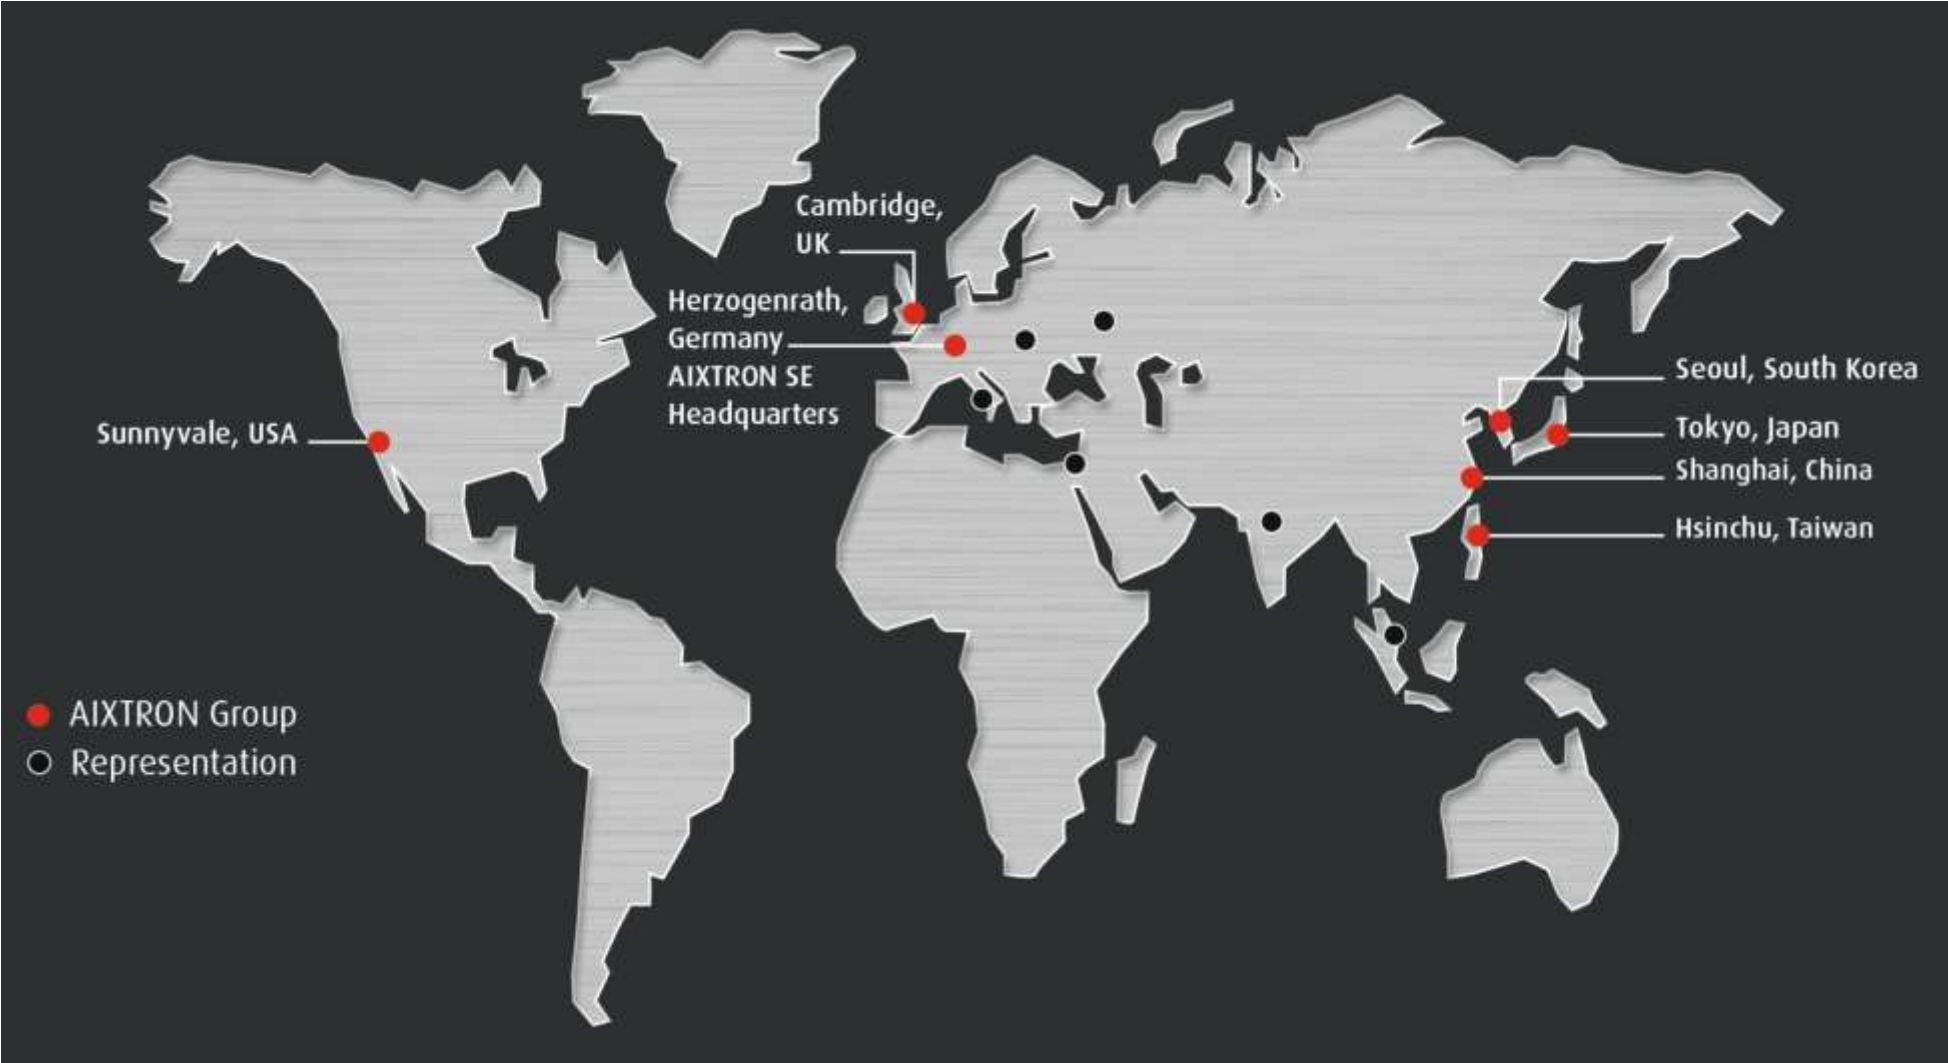 Cambridge,
UK
Herzogenrath,
Germany
AIXTRON SE
Headquarters
Sunnyvale, USA
Seoul, South Korea
Tokyo, Japan
Shanghai, China
Hsinchu, Taiwan
AIXTRON Group
Representation